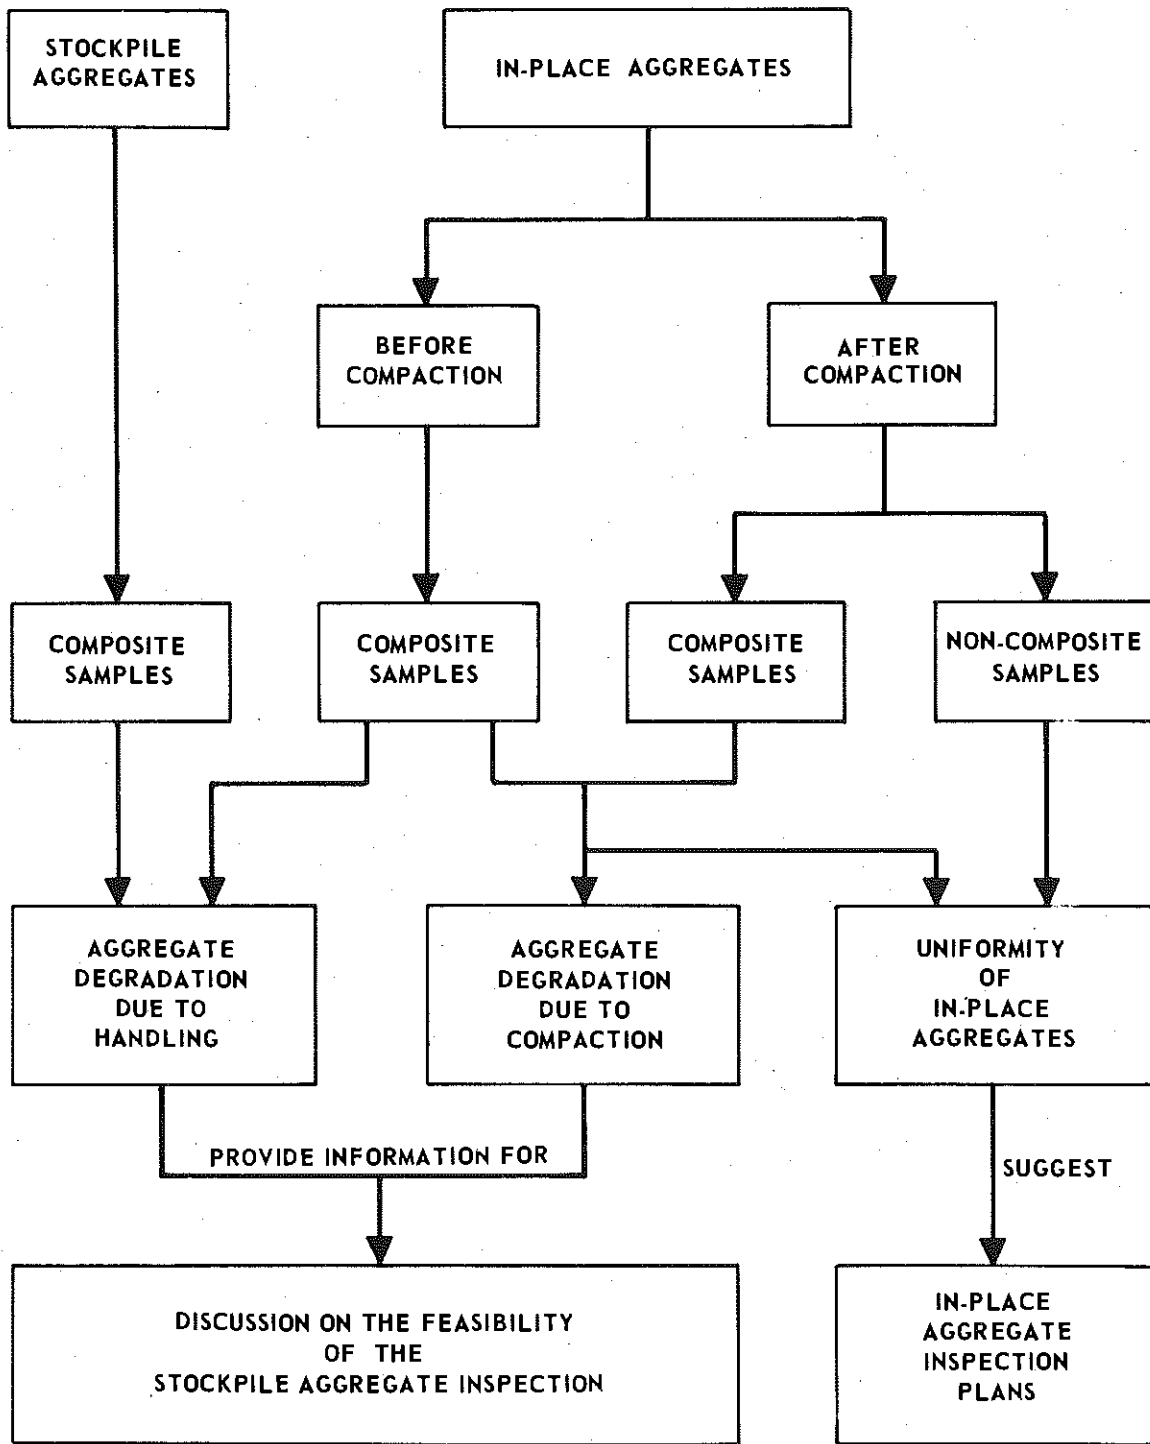 STOCKPILE
AGGREGATES
IN-PLACE AGGREGATES
BEFORE
COMPACTION
AFTER
COMPACTION
COMPOSITE
SAMPLES
COMPOSITE
SAMPLES
COMPOSITE
SAMPLES
NON-COMPOSITE
SAMPLES
AGGREGATE
DEGRADATION
DUE TO
HANDLING
AGGREGATE
DEGRADATION
DUE TO
COMPACTION
UNIFORMITY
OF
IN-PLACE
AGGREGATES
PROVIDE INFORMATION FOR
SUGGEST
DISCUSSION ON THE FEASIBILITY
OF THE
STOCKPILE AGGREGATE INSPECTION
IN-PLACE
AGGREGATE
INSPECTION
PLANS